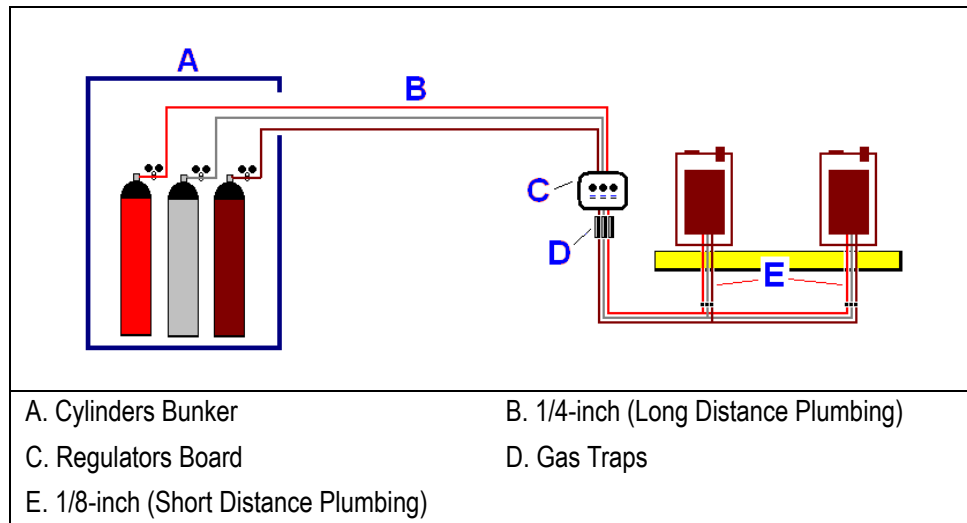 A
B
C
D
E
A. Cylinders Bunker
B. 1/4-inch (Long Distance Plumbing)
C. Regulators Board
D. Gas Traps
E. 1/8-inch (Short Distance Plumbing)